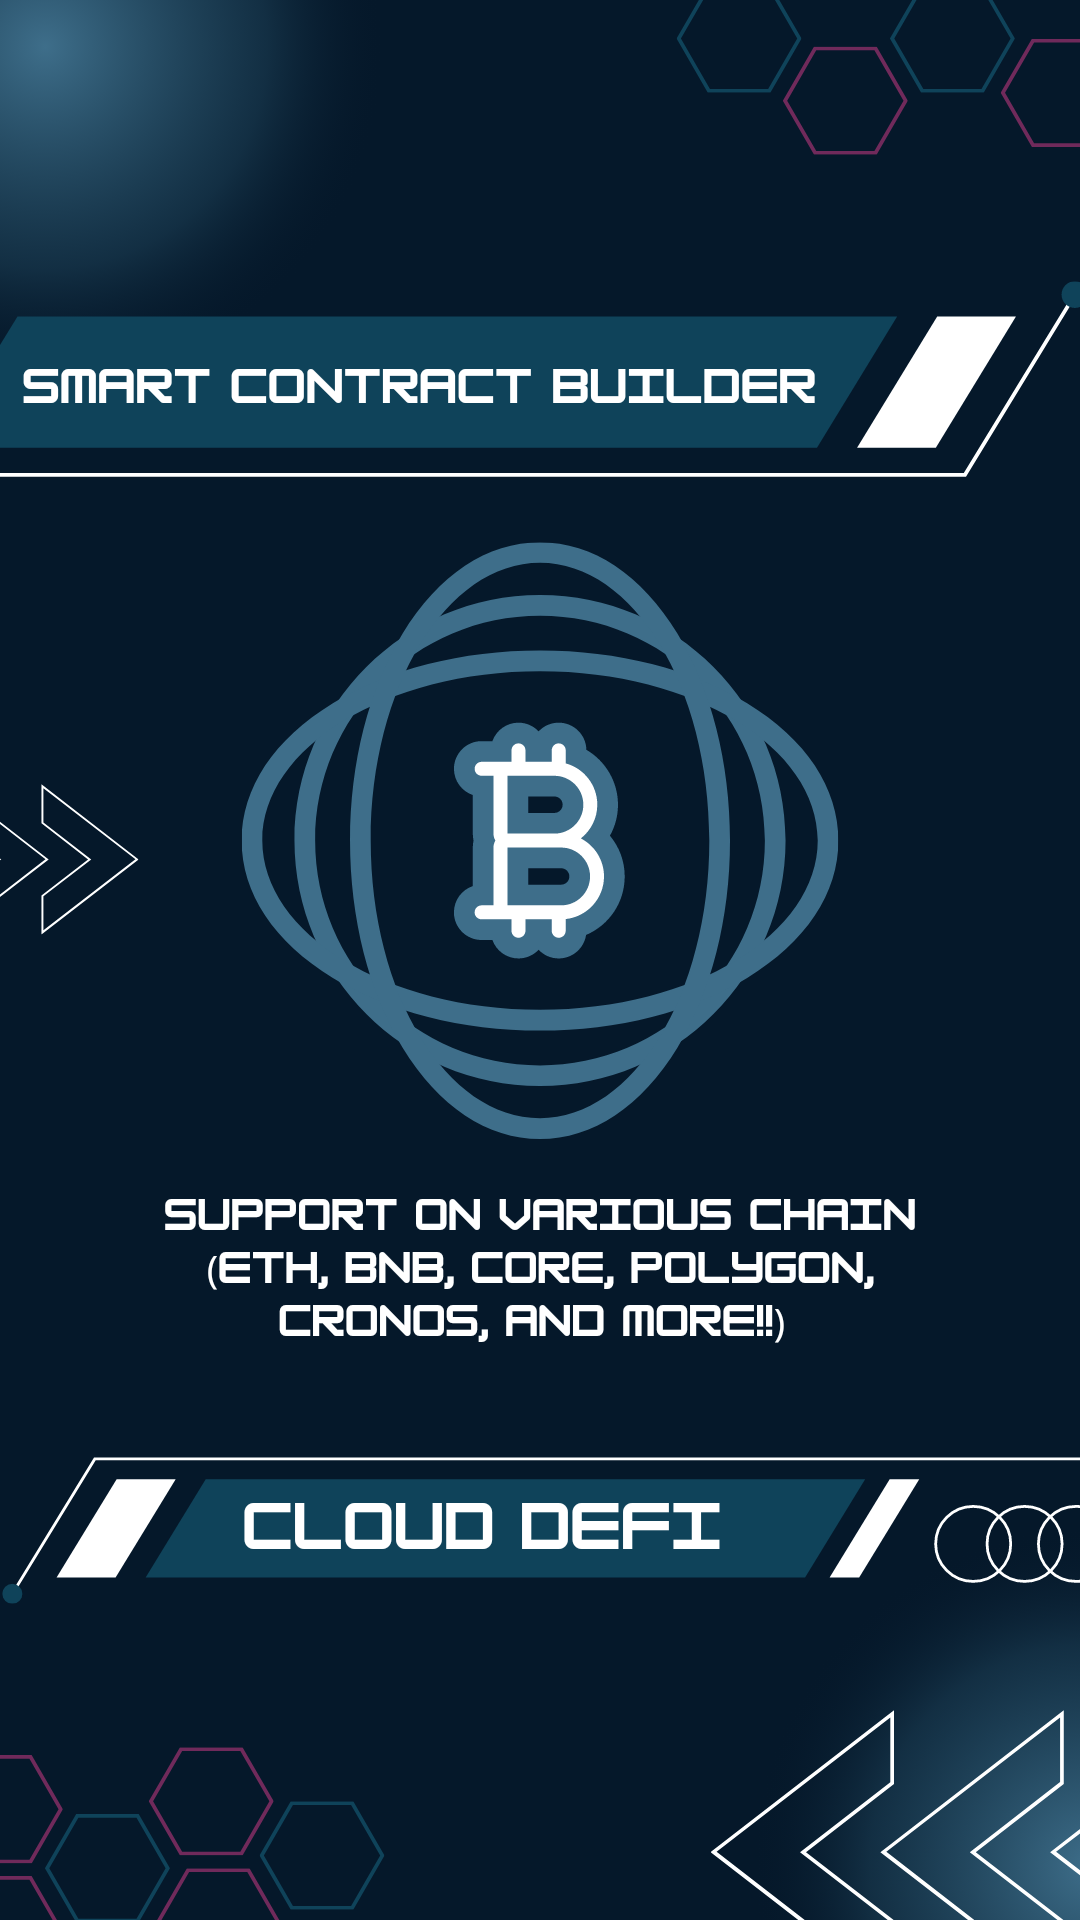 SMART CONTRACT BUILDER
SUPPORT ON VARIOUS CHAIN
(ETH, BNB, CORE, POLYGON,
CRONOS, AND MORE!!)
CLOUD DEFI